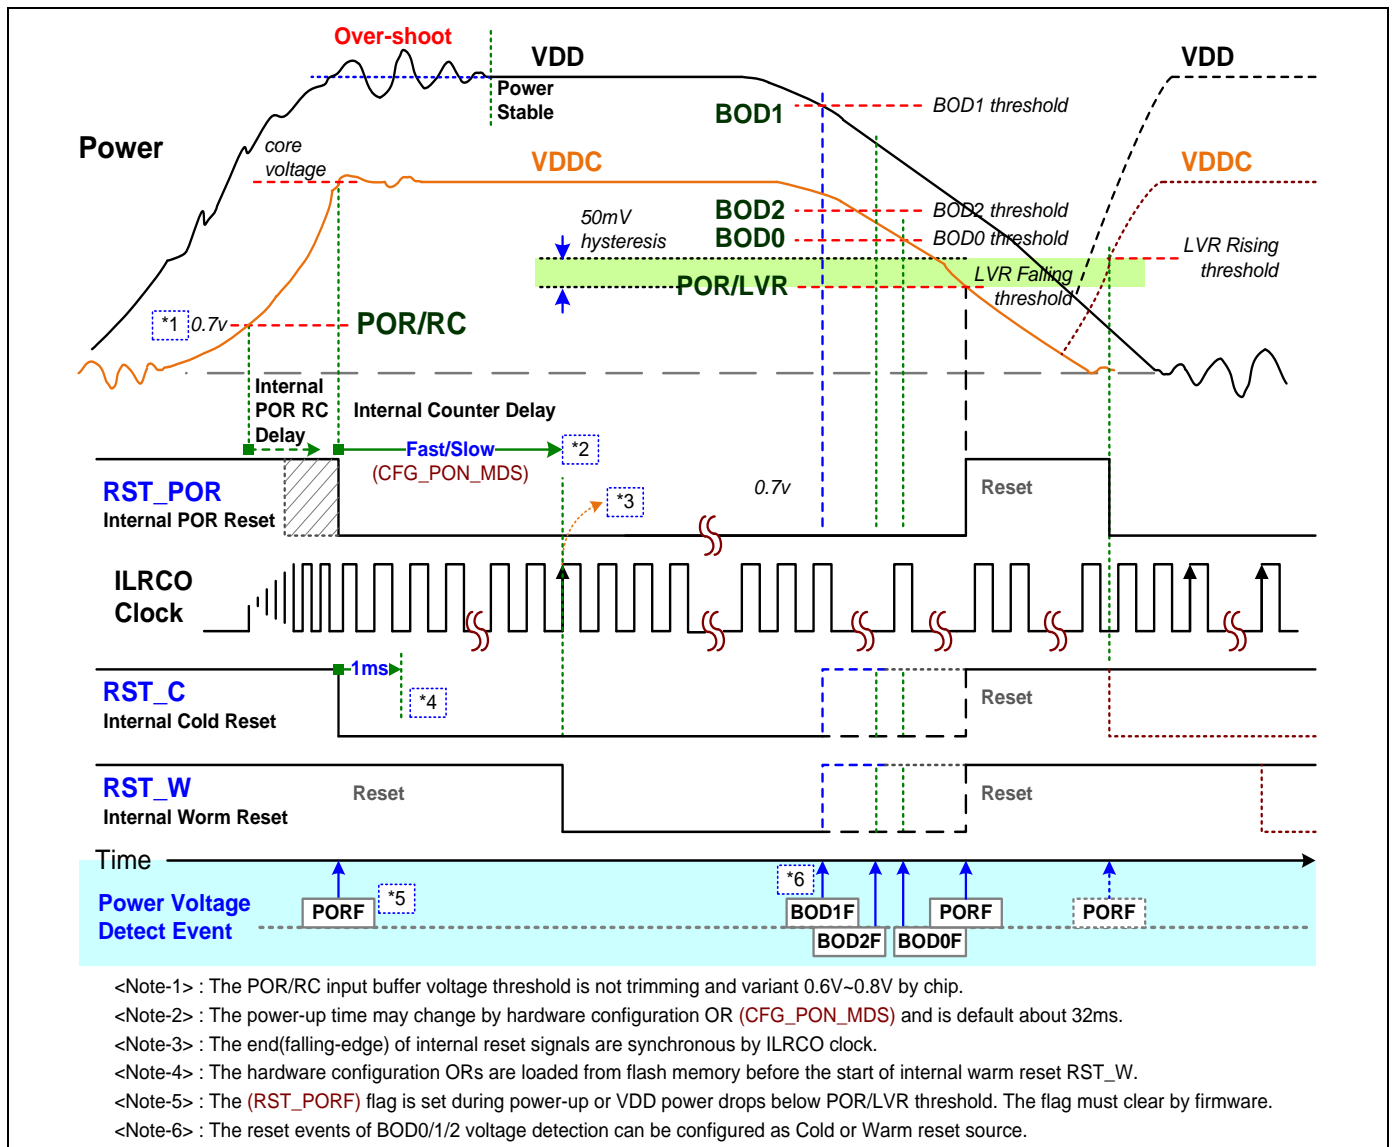 Over-shoot
VDD
VDD
Power
Stable
BOD1
BOD1 threshold
Power
core
voltage
VDDC
VDDC
50mV
hysteresis
BOD2
BOD2 threshold
BOD0
BOD0 threshold
LVR Rising
threshold
POR/LVR
LVR Falling
threshold
*1
0.7v
POR/RC
Internal
POR RC
Delay
Internal Counter Delay
Fast/Slow
*2
(CFG_PON_MDS)
RST_POR
Internal POR Reset
*3
0.7v
Reset
ILRCO
Clock
1ms
RST_C
Internal Cold Reset
*4
Reset
RST_W
Internal Worm Reset
Reset
Reset
Time
Power Voltage
Detect Event
PORF
*5
*6
BOD1F
BOD2F
BOD0F
PORF
PORF
<Note-1> : The POR/RC input buffer voltage threshold is not trimming and variant 0.6V~0.8V by chip.
<Note-2> : The power-up time may change by hardware configuration OR (CFG_PON_MDS) and is default about 32ms.
<Note-3> : The end(falling-edge) of internal reset signals are synchronous by ILRCO clock.
<Note-4> : The hardware configuration ORs are loaded from flash memory before the start of internal warm reset RST_W.
<Note-5> : The (RST_PORF) flag is set during power-up or VDD power drops below POR/LVR threshold. The flag must clear by firmware.
<Note-6> : The reset events of BOD0/1/2 voltage detection can be configured as Cold or Warm reset source.